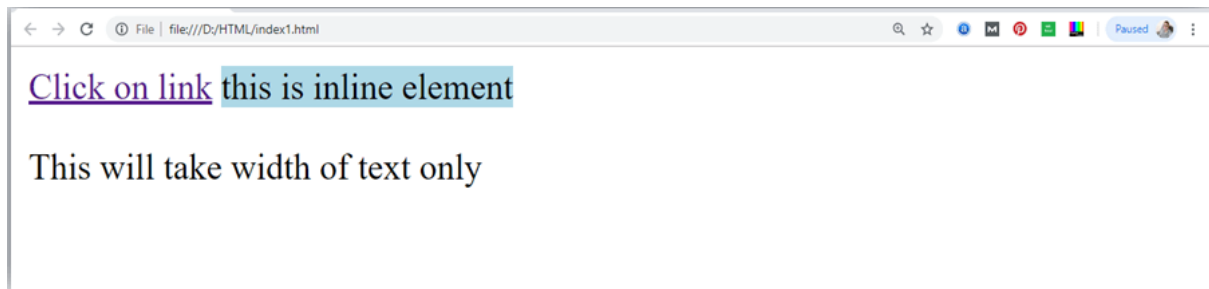 File file:///D:/HTML/index1.html Paused
Click on link this is inline element
This will take width of text only